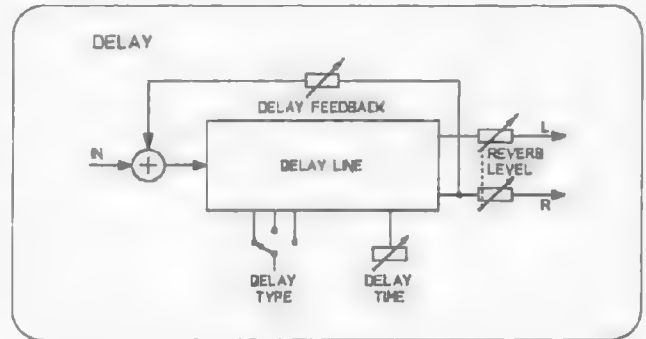 DELAY
DELAY FEEDBACK
IN
DELAY LINE
L
REVERB
LEVEL
R
DELAY
TYPE
DELAY
TIME